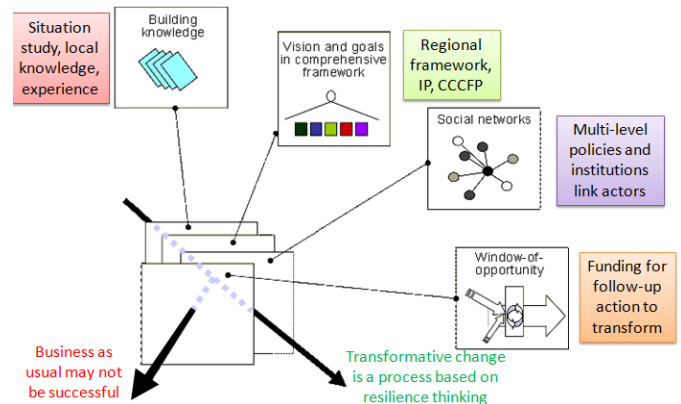 Situation
study, local
knowledge,
experience
Building
knowledge
Vision and goals
in comprehensive
framework
Regional
framework,
IP, CCCFP
Social networks
Multi-level
policies and
institutions
link actors
Window-of-
opportunity
Funding for
follow-up
action to
transform
Business as
usual may not
be successful
Transformative change
is a process based on
resilience thinking